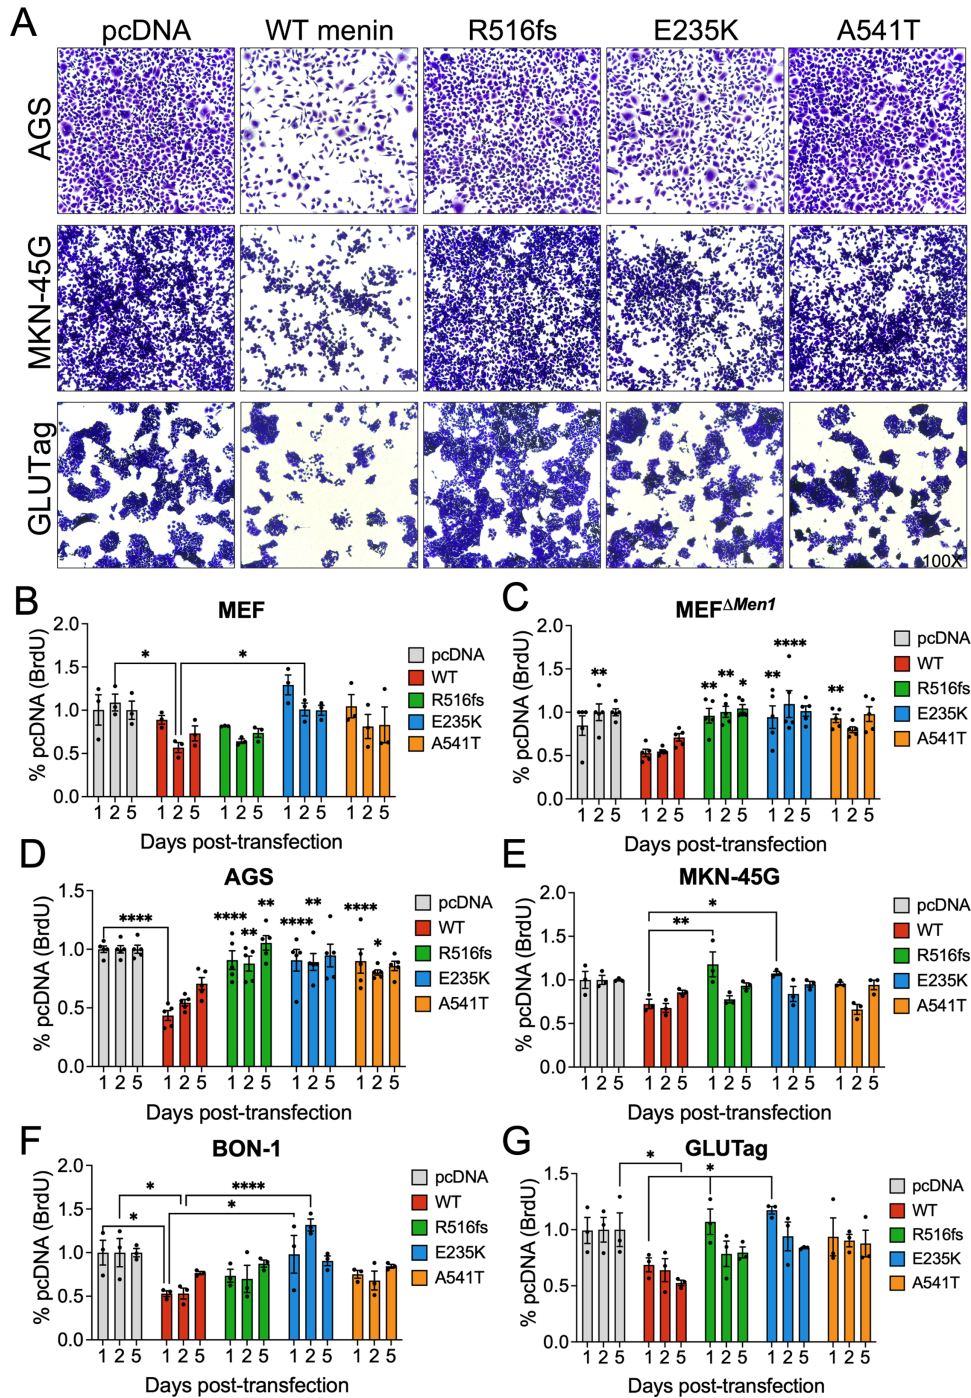 A
pcDNA WT menin R516fs E235K A541T
AGS
MKN-45G
GLUTag
100X
B
MEF
% pcDNA (BrdU)
2.0
1.5
1.0
0.5
0.0
* *
1 2 5 1 2 5 1 2 5 1 2 5 1 2 5
Days post-transfection
pcDNA
WT
R516fs
E235K
A541T
C
MEFΔMen1
% pcDNA (BrdU)
2.0
1.5
1.0
0.5
0.0
** ** ** * ** **** **
1 2 5 1 2 5 1 2 5 1 2 5 1 2 5
Days post-transfection
pcDNA
WT
R516fs
E235K
A541T
D
AGS
% pcDNA (BrdU)
1.5
1.0
0.5
0.0
**** **** ** ** **** ** **** *
1 2 5 1 2 5 1 2 5 1 2 5 1 2 5
Days post-transfection
pcDNA
WT
R516fs
E235K
A541T
E
MKN-45G
% pcDNA (BrdU)
2.0
1.5
1.0
0.5
0.0
*
**
1 2 5 1 2 5 1 2 5 1 2 5 1 2 5
Days post-transfection
pcDNA
WT
R516fs
E235K
A541T
F
BON-1
% pcDNA (BrdU)
2.0
1.5
1.0
0.5
0.0
* ****
* *
1 2 5 1 2 5 1 2 5 1 2 5 1 2 5
Days post-transfection
pcDNA
WT
R516fs
E235K
A541T
G
GLUTag
% pcDNA (BrdU)
1.5
1.0
0.5
0.0
* *
1 2 5 1 2 5 1 2 5 1 2 5 1 2 5
Days post-transfection
pcDNA
WT
R516fs
E235K
A541T